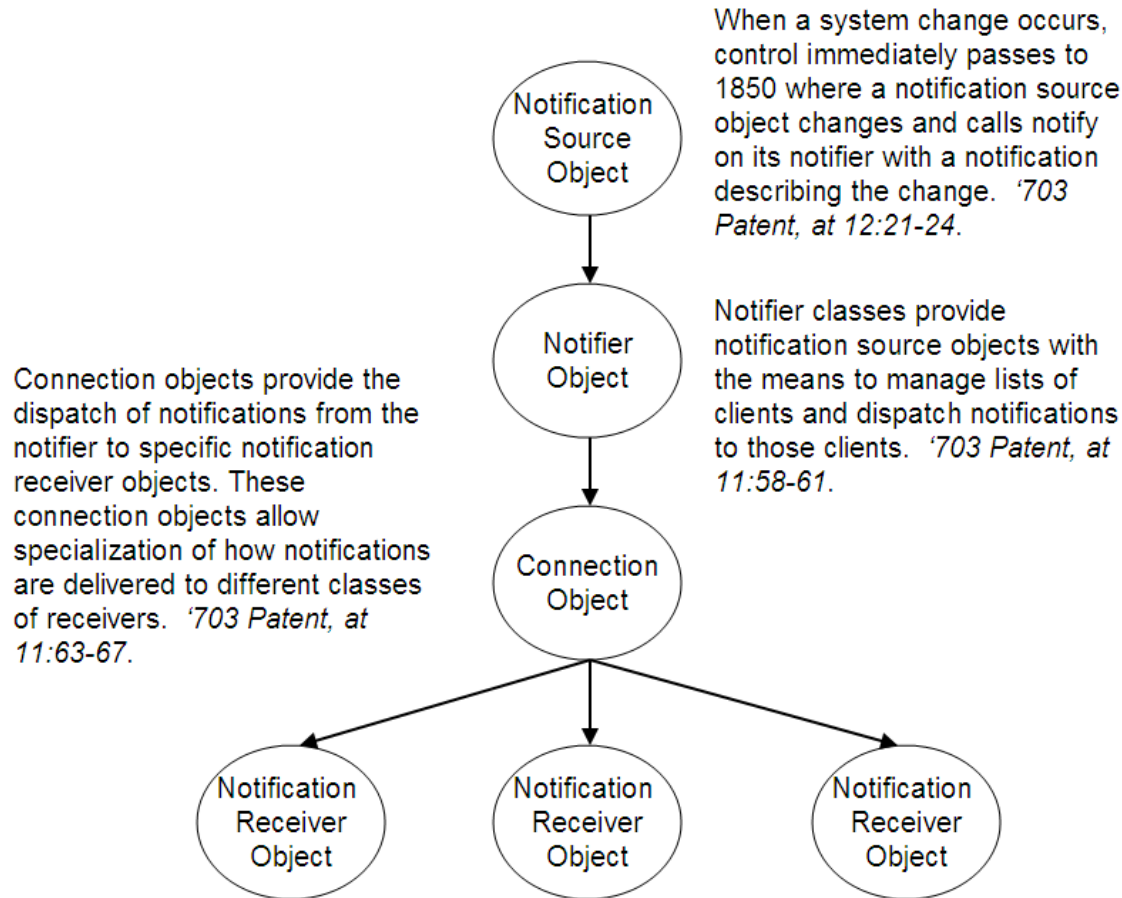 When a system change occurs,
control immediately passes to
1850 where a notification source
object changes and calls notify
on its notifier with a notification
describing the change.  ‘703
Patent, at 12:21-24.
Notification
Source
Object
Notifier classes provide
notification source objects with
the means to manage lists of
clients and dispatch notifications
to those clients.  ‘703 Patent, at
11:58-61.
Notifier
Object
Connection objects provide the
dispatch of notifications from the
notifier to specific notification
receiver objects. These
connection objects allow
specialization of how notifications
are delivered to different classes
of receivers.  ‘703 Patent, at
11:63-67.
Connection
Object
Notification
Receiver
Object
Notification
Receiver
Object
Notification
Receiver
Object